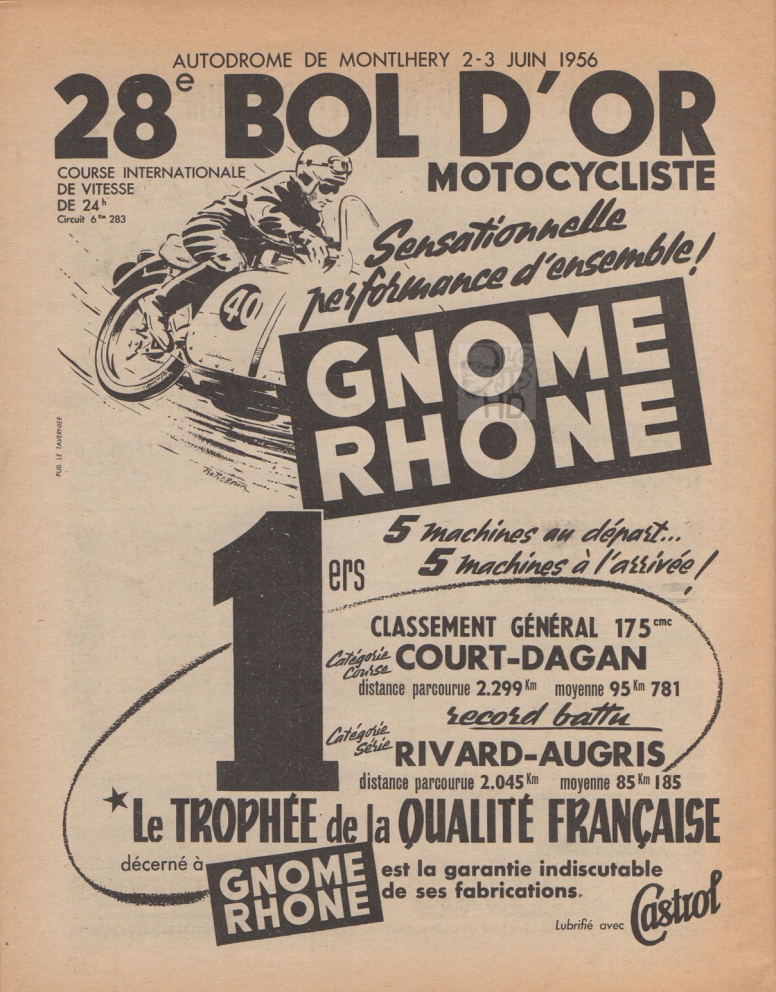 AUTODROME DE MONTLHERY 2-3 JUIN 1956
28e BOL D'OR
MOTOCYCLISTE
COURSE INTERNATIONALE
DE VITESSE
DE 24h
Circuit 6 Km 283
Sensationnelle
performance d'ensemble!
40
GNOME
RHONE
HB
PUB. LE TAVERNIER
5 machines au départ...
5 machines à l'arrivée!
1ers
CLASSEMENT GÉNÉRAL 175 cmc
Catégorie Course COURT-DAGAN
distance parcourue 2.299 Km moyenne 95 Km 781
record battu
Catégorie Série RIVARD-AUGRIS
distance parcourue 2.045 Km moyenne 85 Km 185
★ Le TROPHÉE de la QUALITÉ FRANÇAISE
décerné à
GNOME
RHONE
est la garantie indiscutable
de ses fabrications.
Lubrifié avec Castrol